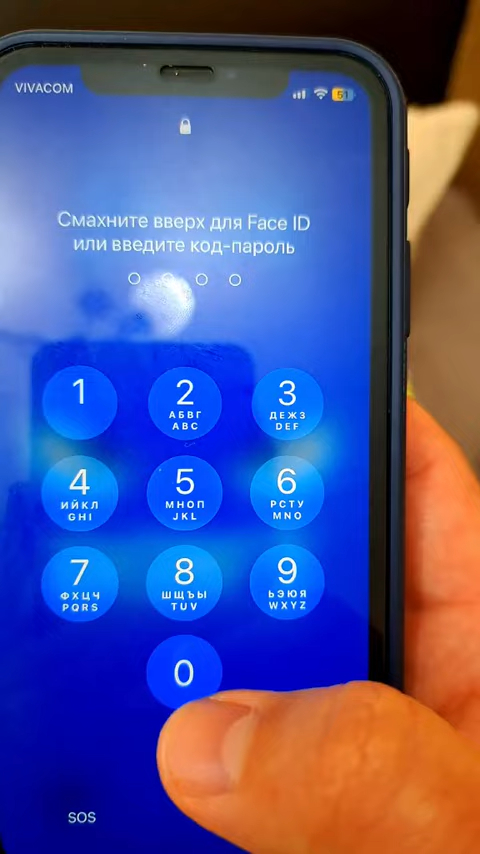 VIVACOM
51
Смахните вверх для Face ID
или введите код-пароль
1
2
АБВГ
ABC
3
ДЕЖЗ
DEF
4
ИЙКЛ
GHI
5
МНОП
JKL
6
РСТУ
MNO
7
ФХЦЧ
PQRS
8
ШЩЪЫ
TUV
9
ЬЭЮЯ
WXYZ
0
SOS